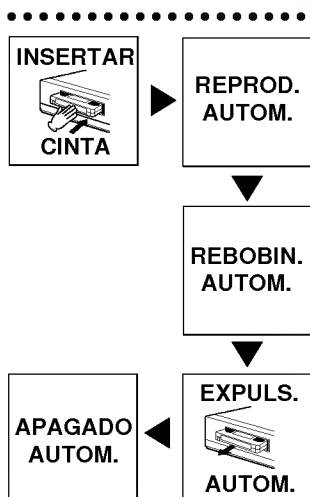 INSERTAR
CINTA
REPROD.
AUTOM.
REBOBIN.
AUTOM.
EXPULS.
AUTOM.
APAGADO
AUTOM.